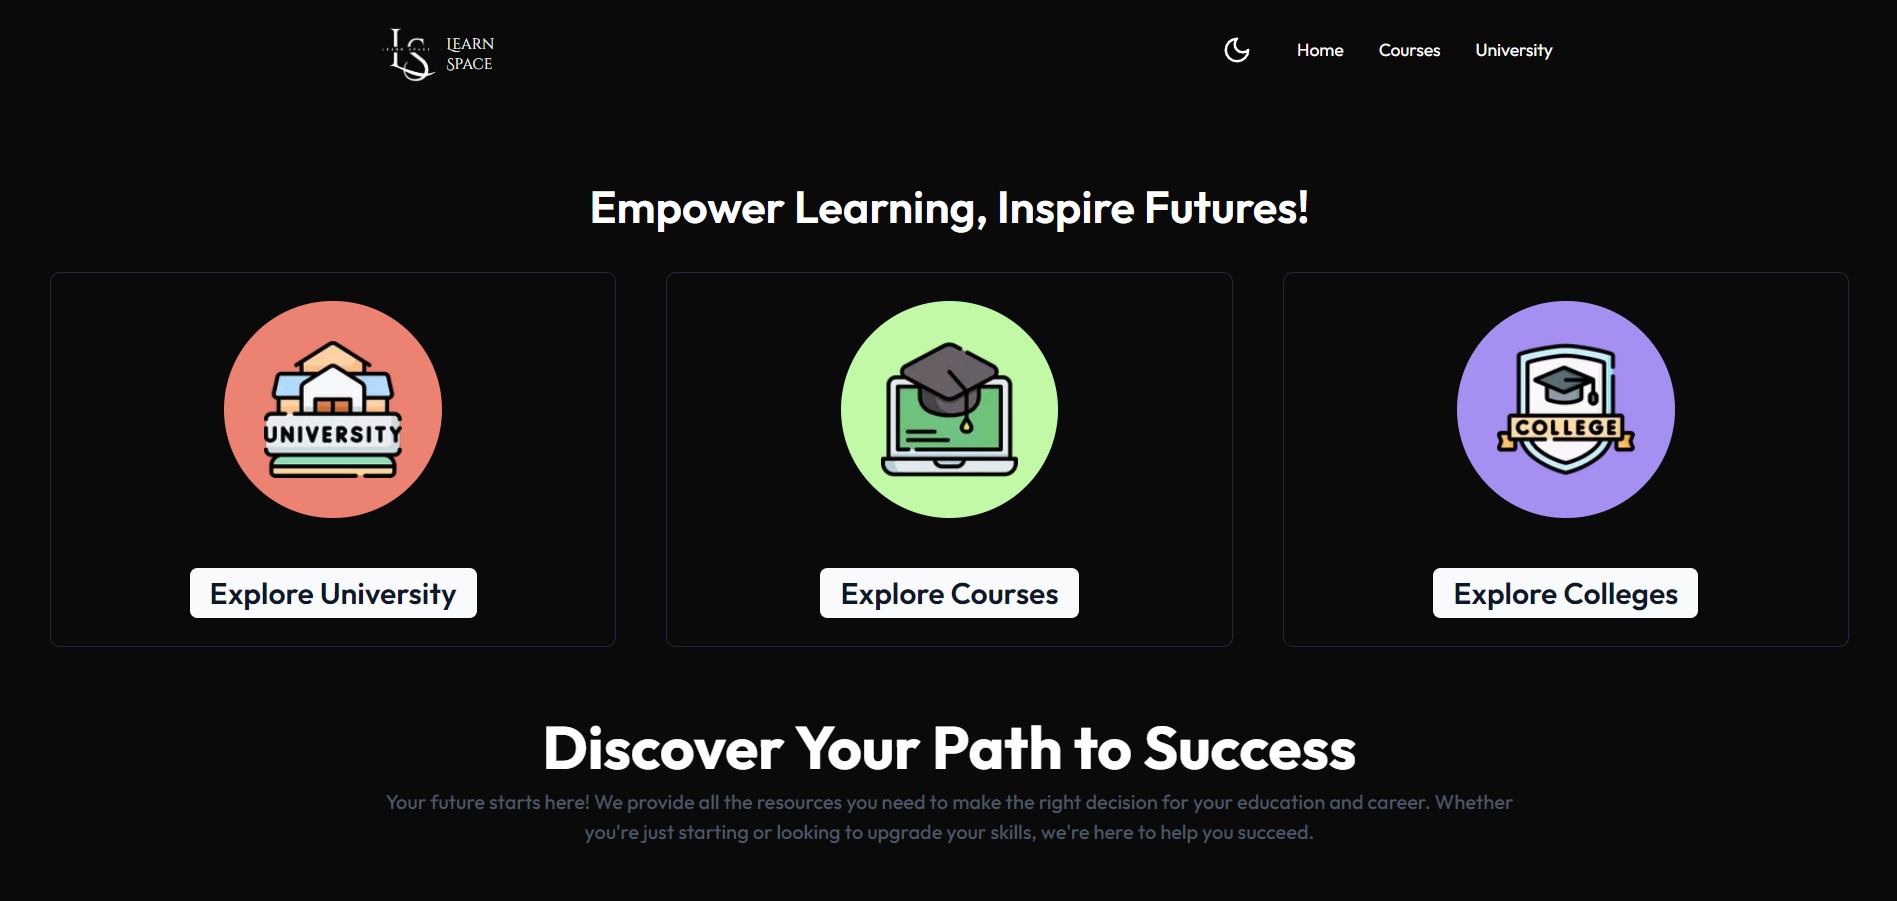 LEARN SPACE
LS
LEARN
SPACE
Home
Courses
University
Empower Learning, Inspire Futures!
UNIVERSITY
COLLEGE
Explore University
Explore Courses
Explore Colleges
Discover Your Path to Success
Your future starts here! We provide all the resources you need to make the right decision for your education and career. Whether
you're just starting or looking to upgrade your skills, we're here to help you succeed.